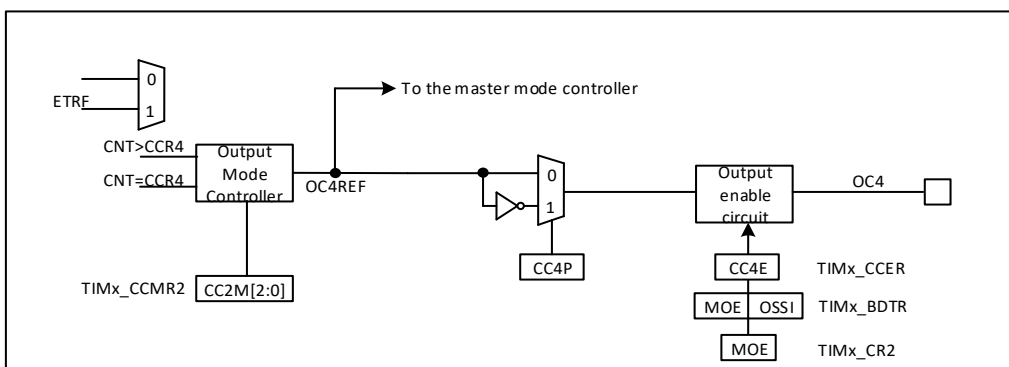 To the master mode controller
0
ETRF
1
CNT>CCR4
Output
Mode
Controller
CNT=CCR4
OC4REF
0
1
Output
enable
circuit
OC4
CC4P
CC4E
TIMx_CCER
TIMx_CCMR2
CC2M[2:0]
MOE
OSSI
TIMx_BDTR
MOE
TIMx_CR2